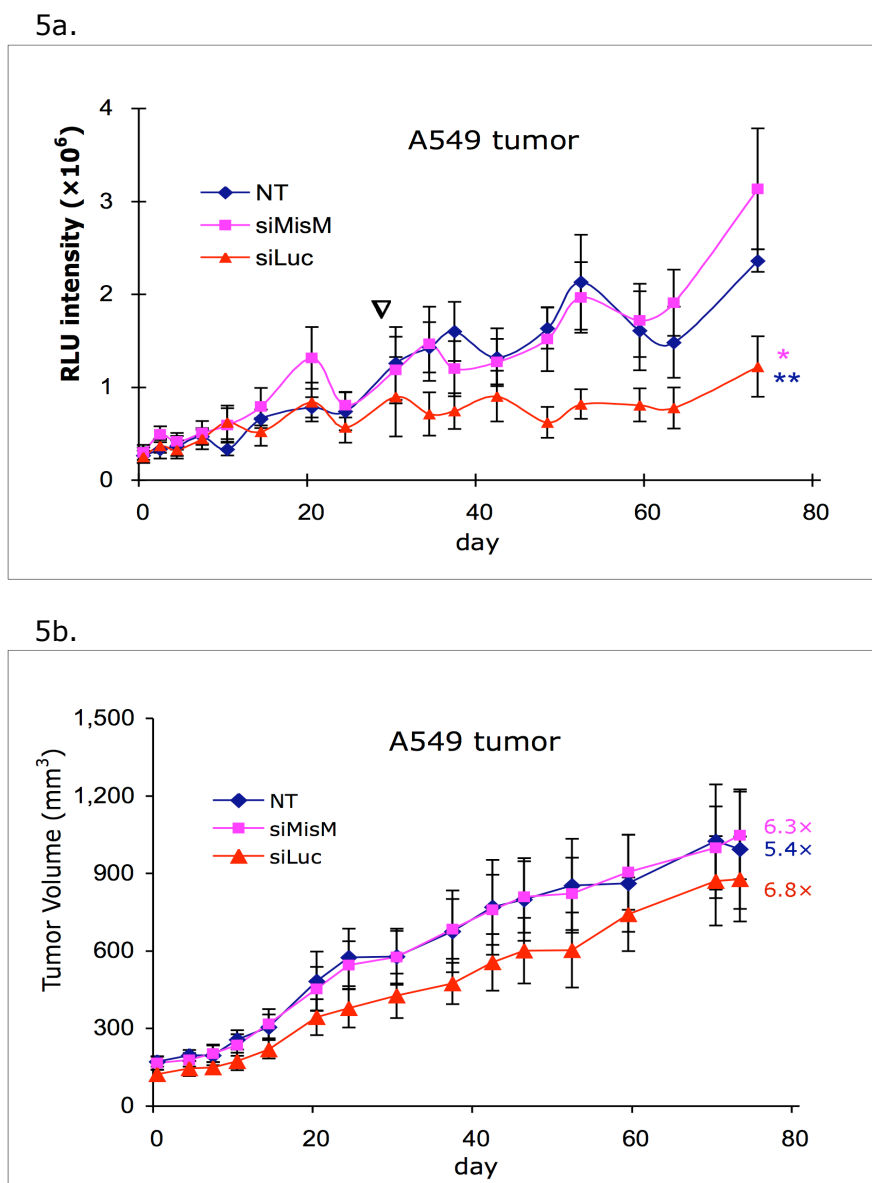 5a.
A549 tumor
RLU intensity (×10⁶)
4
3
2
1
0
NT
siMisM
siLuc
*
**
0 20 40 60 80
day
5b.
A549 tumor
Tumor Volume (mm³)
1,500
1,200
900
600
300
0
NT
siMisM
siLuc
6.3×
5.4×
6.8×
0 20 40 60 80
day